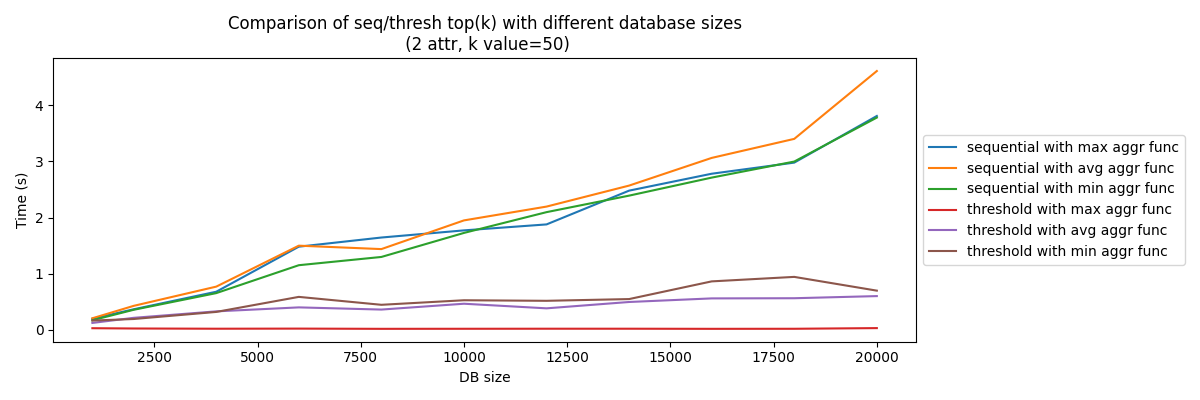 Comparison of seq/thresh top(k) with different database sizes
(2 attr, k value=50)
Time (s)
4
3
2
1
0
2500 5000 7500 10000 12500 15000 17500 20000
DB size
sequential with max aggr func
sequential with avg aggr func
sequential with min aggr func
threshold with max aggr func
threshold with avg aggr func
threshold with min aggr func